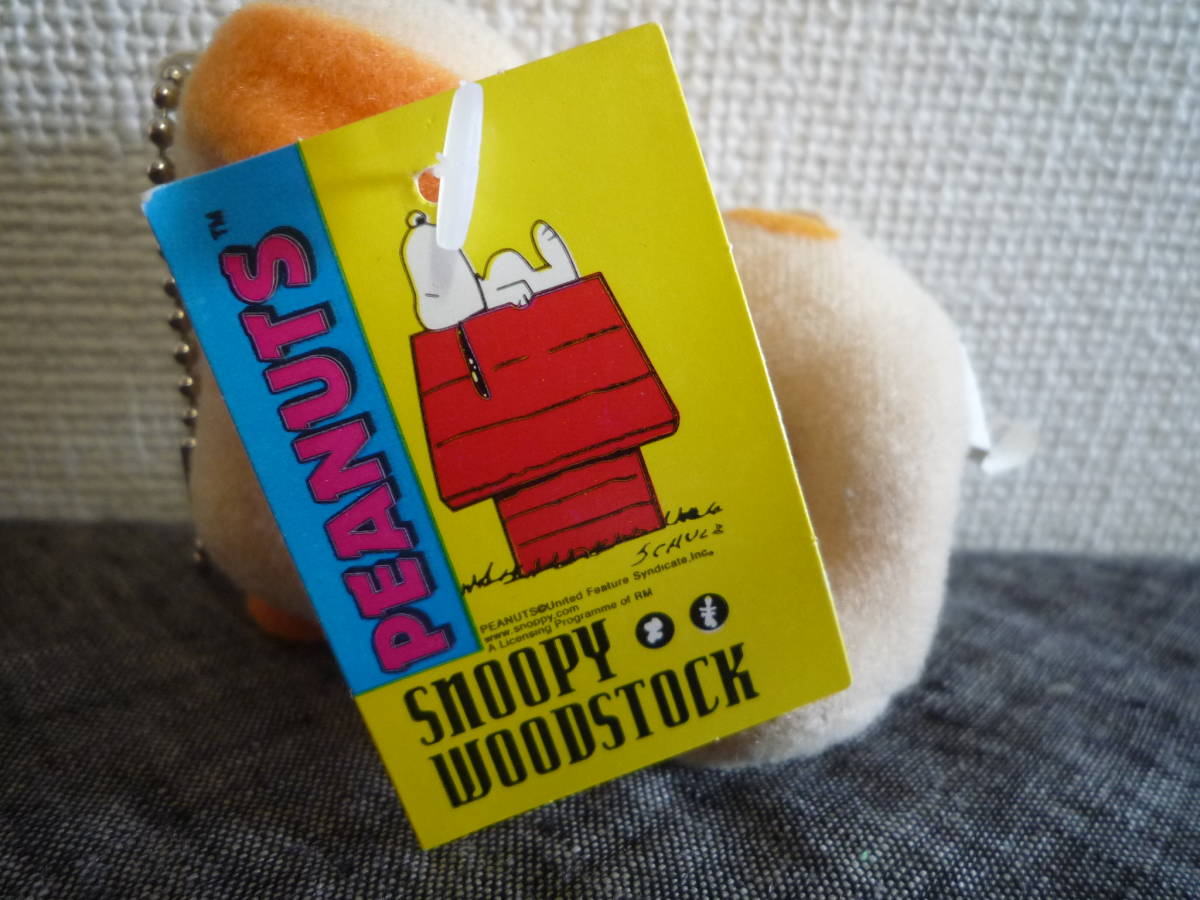 PEANUTS™
SCHULZ
PEANUTS©United Feature Syndicate,Inc.
www.snoopy.com
A Licensing Programme of RM
SNOOPY
WOODSTOCK